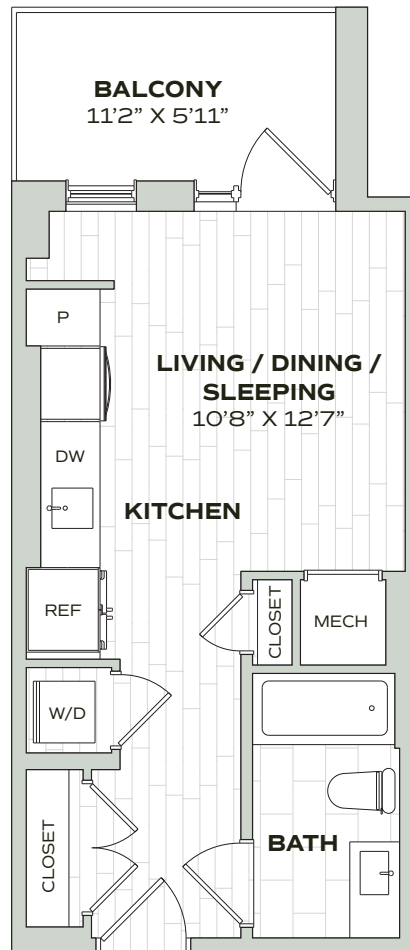 BALCONY
11’2” X 5’11”
P
LIVING / DINING /
SLEEPING
10’8” X 12’7”
DW
KITCHEN
REF
CLOSET
MECH
W/D
CLOSET
BATH